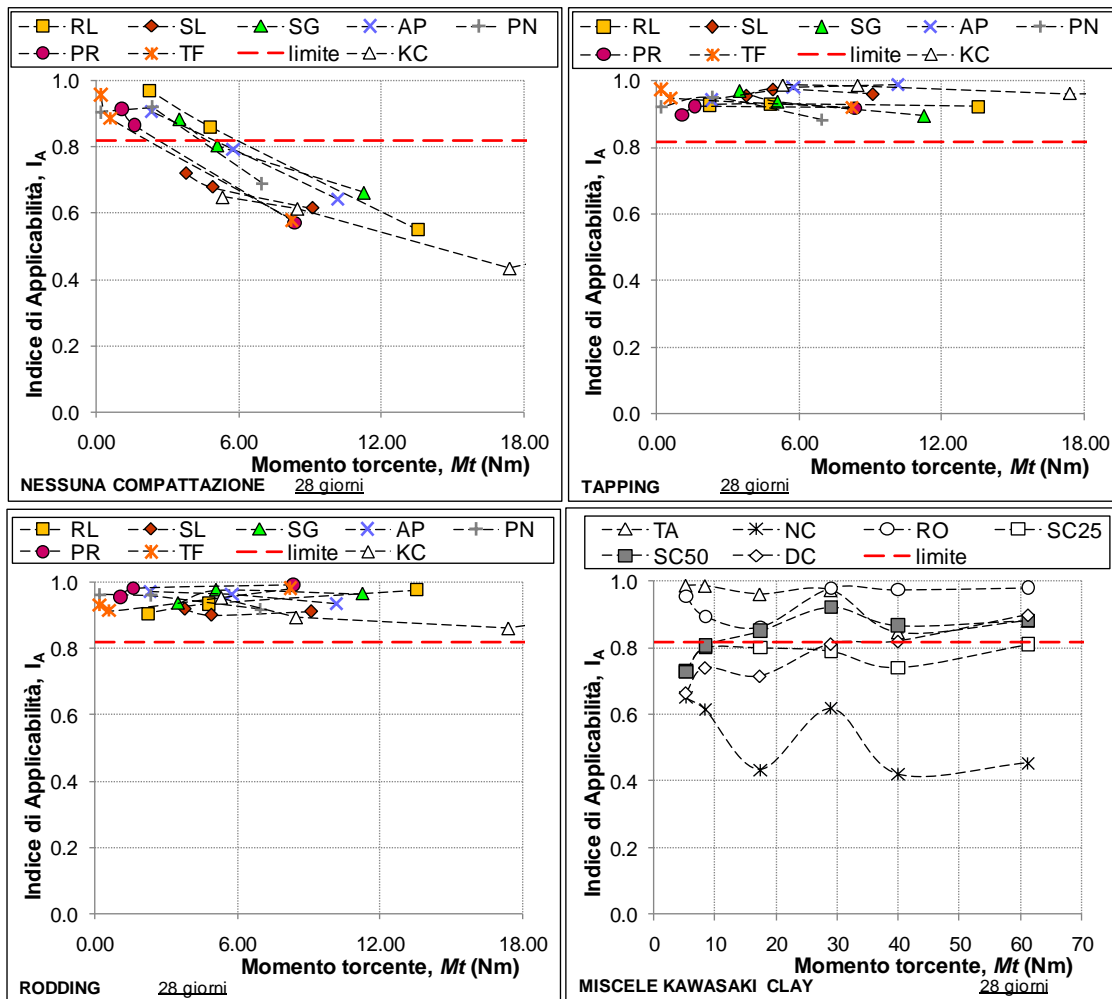 RL SL SG AP PN
PR TF limite KC
1.0
0.8
0.6
0.4
0.2
0.0
Indice di Applicabilità, IA
0.00 6.00 12.00 18.00
Momento torcente, Mt (Nm)
NESSUNA COMPATTAZIONE 28 giorni
RL SL SG AP PN
PR TF limite KC
1.0
0.8
0.6
0.4
0.2
0.0
Indice di Applicabilità, IA
0.00 6.00 12.00 18.00
Momento torcente, Mt (Nm)
TAPPING 28 giorni
RL SL SG AP PN
PR TF limite KC
1.0
0.8
0.6
0.4
0.2
0.0
Indice di Applicabilità, IA
0.00 6.00 12.00 18.00
Momento torcente, Mt (Nm)
RODDING 28 giorni
TA NC RO SC25
SC50 DC limite
1.0
0.8
0.6
0.4
0.2
0.0
Indice di Applicabilità, IA
0 10 20 30 40 50 60 70
Momento torcente, Mt (Nm)
MISCELE KAWASAKI CLAY 28 giorni